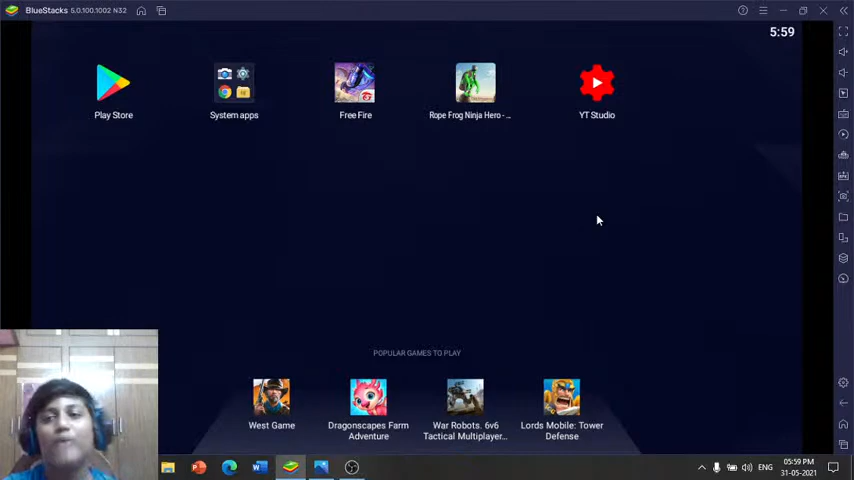 BlueStacks 5.0.100.1002 N32
5:59
Play Store
System apps
Free Fire
Rope Frog Ninja Hero - ...
YT Studio
POPULAR GAMES TO PLAY
West Game
Dragonscapes Farm
Adventure
War Robots. 6v6
Tactical Multiplayer...
Lords Mobile: Tower
Defense
ENG
05:59 PM
31-05-2021